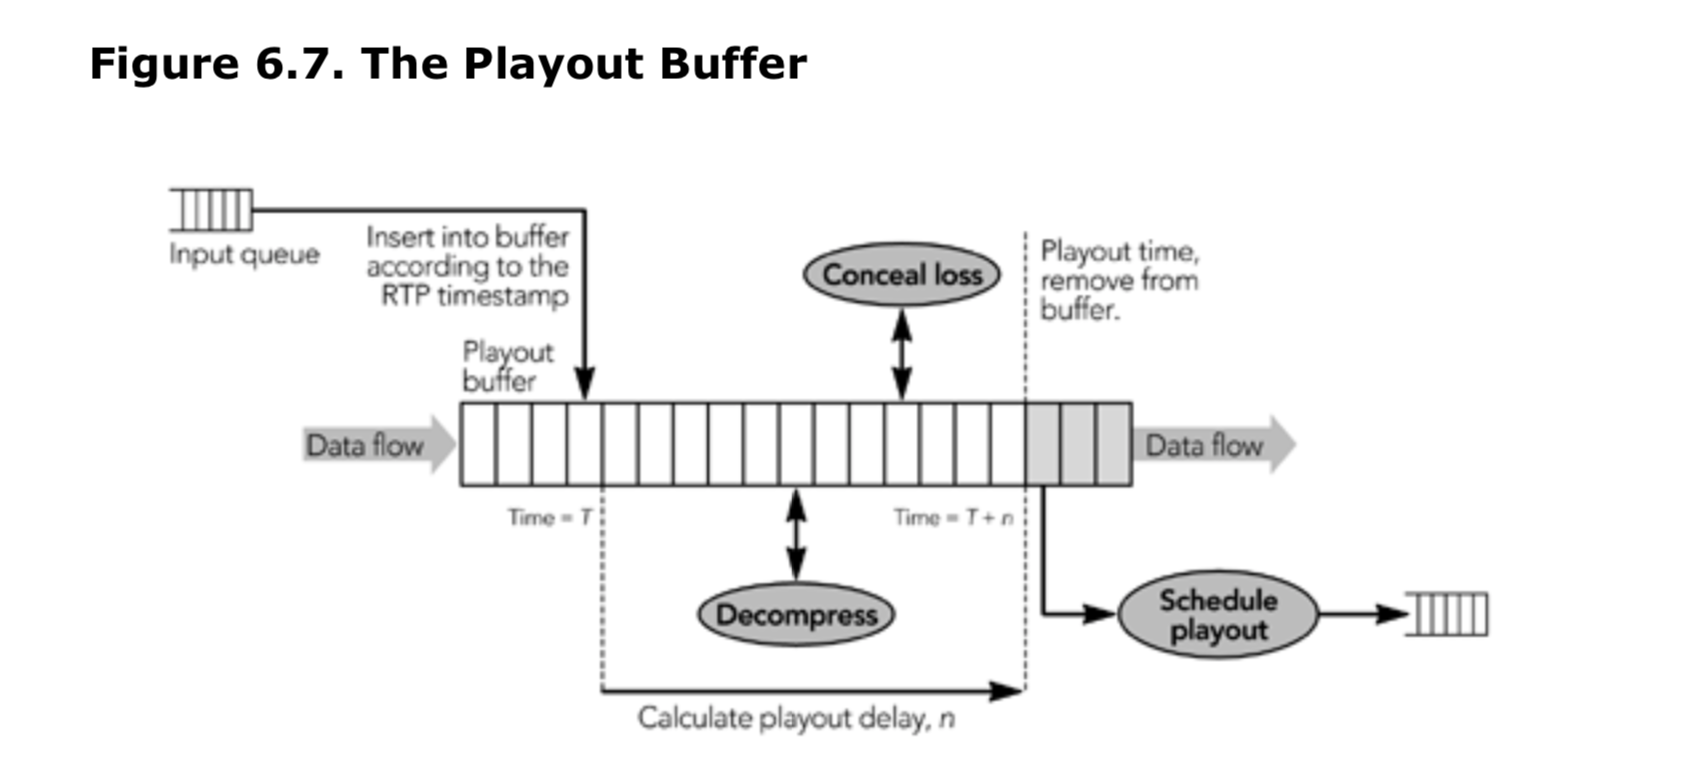 Figure 6.7. The Playout Buffer
Input queue
Insert into buffer
according to the
RTP timestamp
Conceal loss
Playout time,
remove from
buffer.
Playout
buffer
Data flow
Data flow
Time = T
Time = T + n
Decompress
Schedule
playout
Calculate playout delay, n